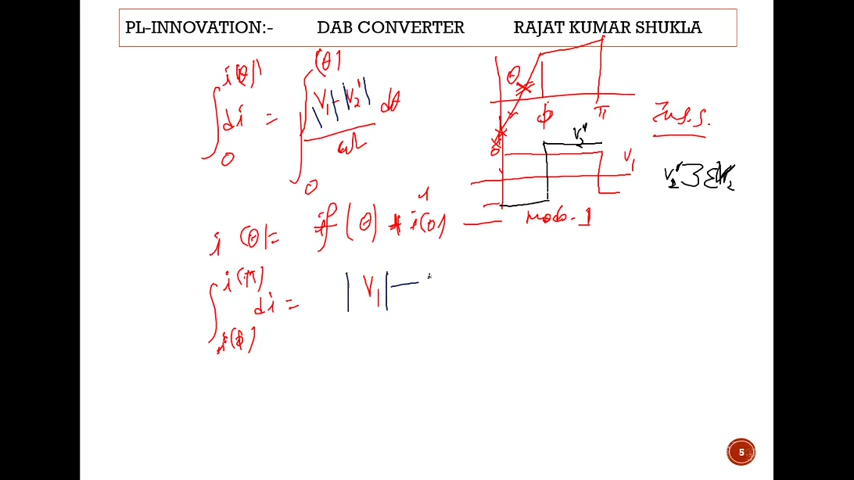 PL-INNOVATION:- DAB CONVERTER RAJAT KUMAR SHUKLA
i(θ) (θ)
∫ di = ∫ |V₁|+|V₂'| dθ
0 0 ωL
θ
0 φ π
V₂'
V₁
i(θ) = f(θ) + i(0) — mode-1
i(π)
∫ di = |V₁| —
i(φ)
5